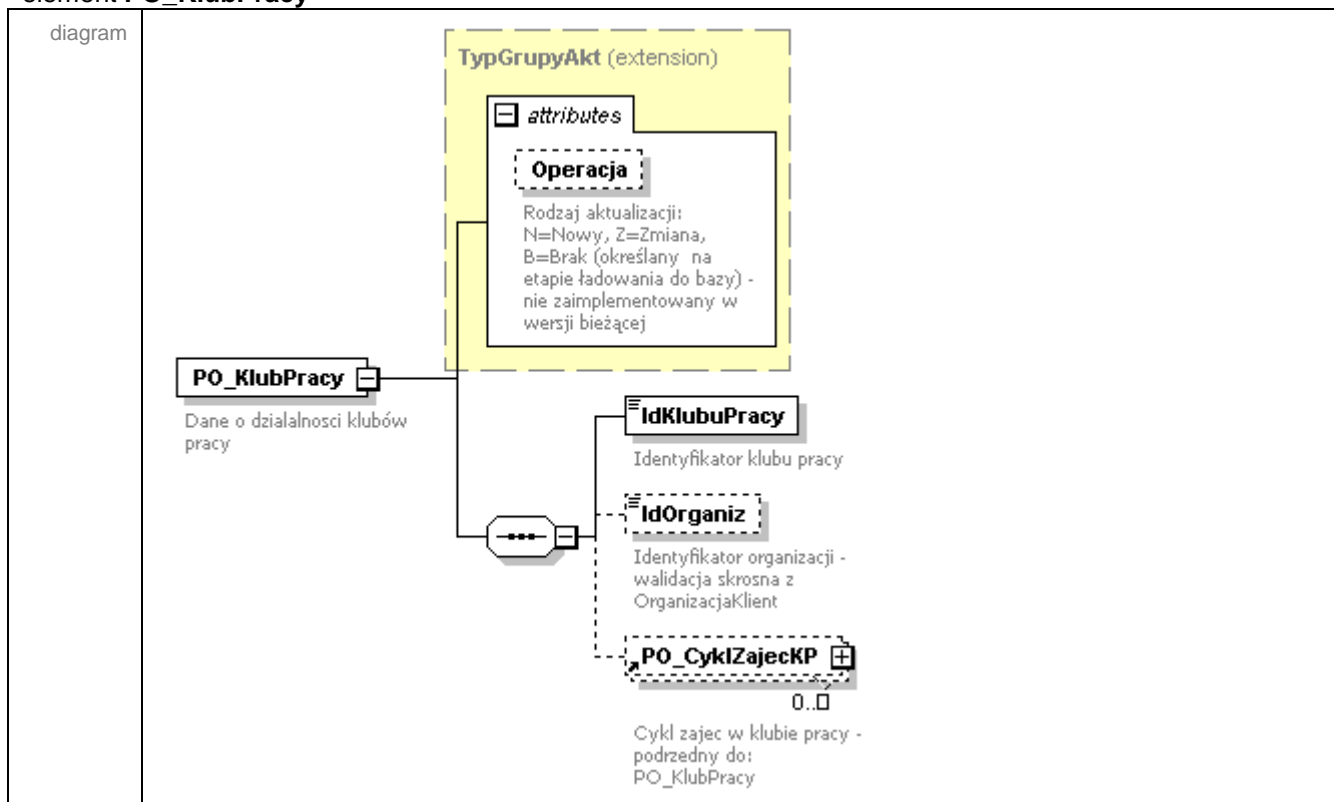 element PO_KlubPracy
diagram
TypGrupyAkt (extension)
attributes
Operacja
Rodzaj aktualizacji:
N=Nowy, Z=Zmiana,
B=Brak (określany na
etapie ładowania do bazy) -
nie zaimplementowany w
wersji bieżącej
PO_KlubPracy
Dane o dzialalnosci klubów
pracy
IdKlubuPracy
Identyfikator klubu pracy
IdOrganiz
Identyfikator organizacji -
walidacja skrosna z
OrganizacjaKlient
PO_CyklZajecKP
0..
Cykl zajec w klubie pracy -
podrzedny do:
PO_KlubPracy